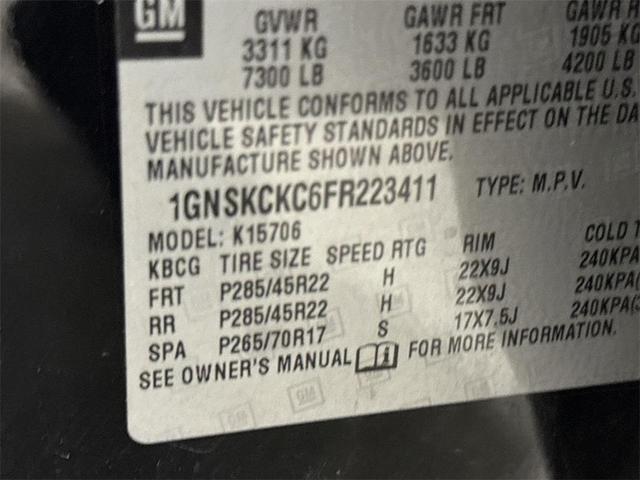 GM
GVWR GAWR FRT GAWR
3311 KG 1633 KG 1905 KG
7300 LB 3600 LB 4200 LB
THIS VEHICLE CONFORMS TO ALL APPLICABLE U.S.
VEHICLE SAFETY STANDARDS IN EFFECT ON THE DA
MANUFACTURE SHOWN ABOVE.
1GNSKCKC6FR223411 TYPE: M.P.V.
MODEL: K15706
KBCG TIRE SIZE SPEED RTG RIM COLD T
FRT P285/45R22 H 22X9J 240KPA(
RR P285/45R22 H 22X9J 240KPA(
SPA P265/70R17 S 17X7.5J 240KPA(
SEE OWNER'S MANUAL i FOR MORE INFORMATION.
GM